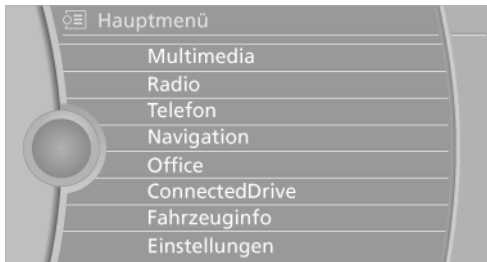 Hauptmenü
Multimedia
Radio
Telefon
Navigation
Office
ConnectedDrive
Fahrzeuginfo
Einstellungen